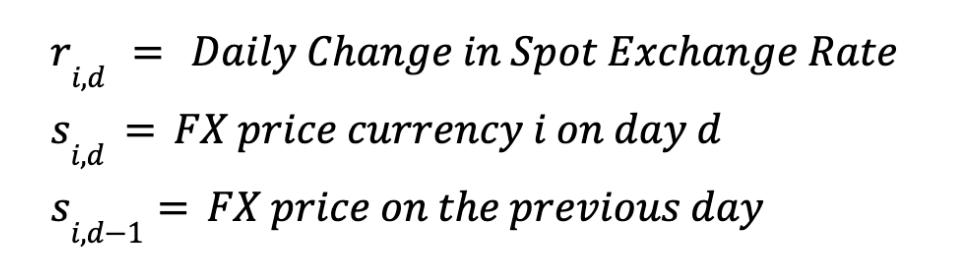 r_{i,d} = Daily Change in Spot Exchange Rate
s_{i,d} = FX price currency i on day d
s_{i,d−1} = FX price on the previous day